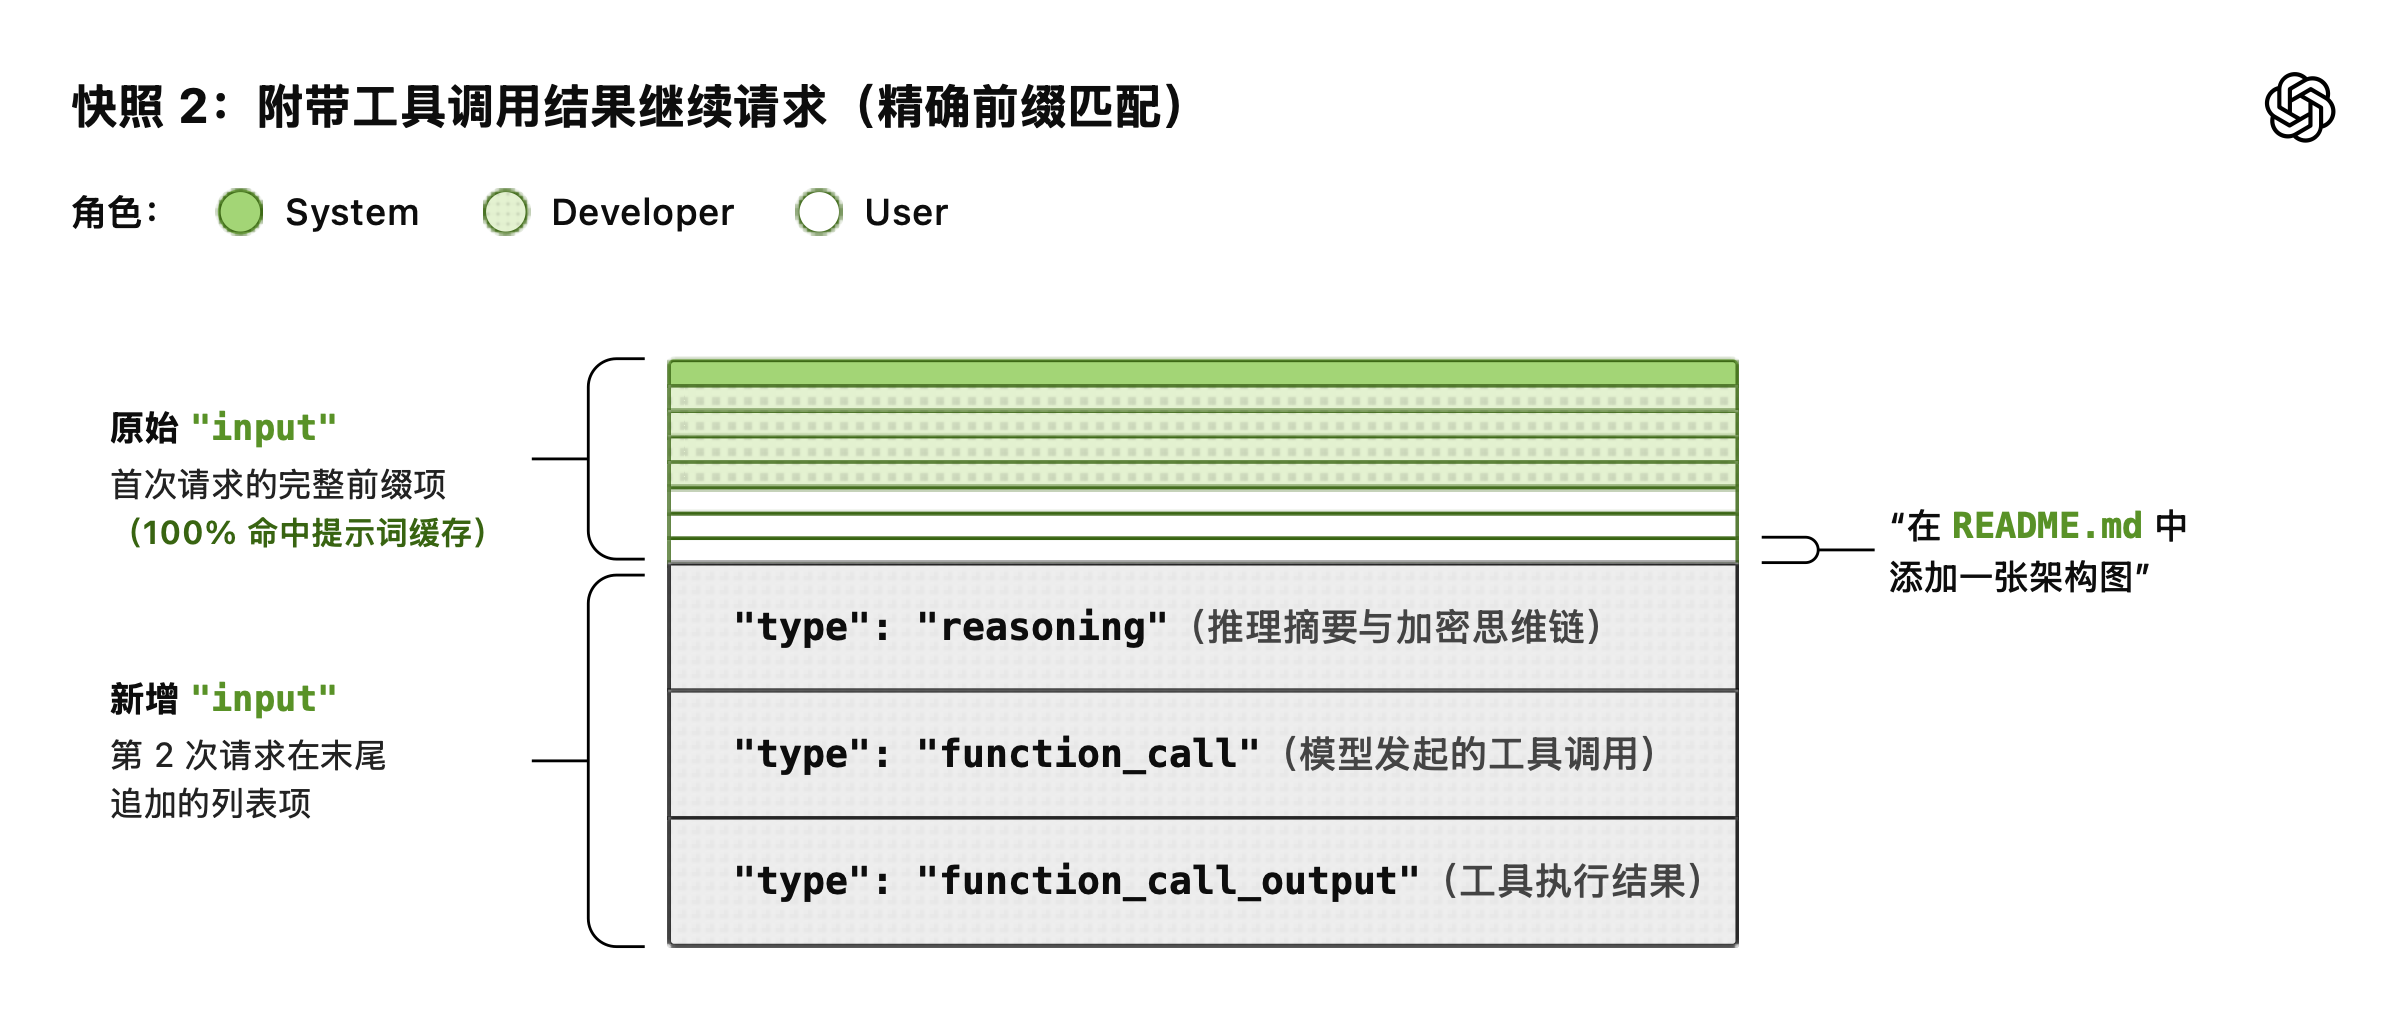 快照 2：附带工具调用结果继续请求（精确前缀匹配）
角色： System Developer User
原始 "input"
首次请求的完整前缀项
（100% 命中提示词缓存）
"在 README.md 中
添加一张架构图"
"type": "reasoning"（推理摘要与加密思维链）
新增 "input"
第 2 次请求在末尾
追加的列表项
"type": "function_call"（模型发起的工具调用）
"type": "function_call_output"（工具执行结果）